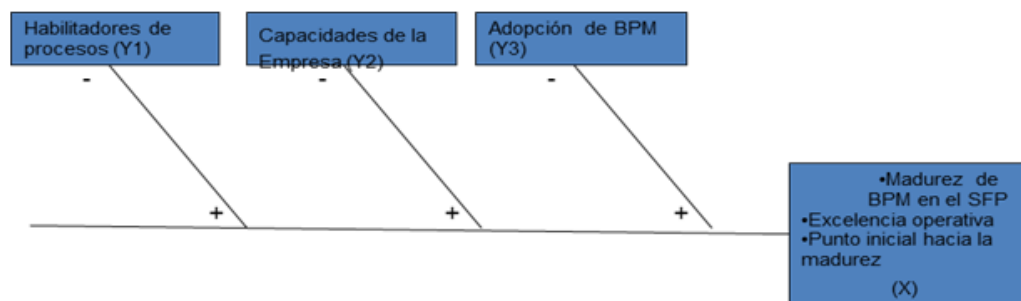 Habilitadores de
procesos (Y1)
Capacidades de la
Empresa (Y2)
Adopción de BPM
(Y3)
-
-
-
+
+
+
•Madurez de
BPM en el SFP
•Excelencia operativa
•Punto inicial hacia la
madurez
(X)